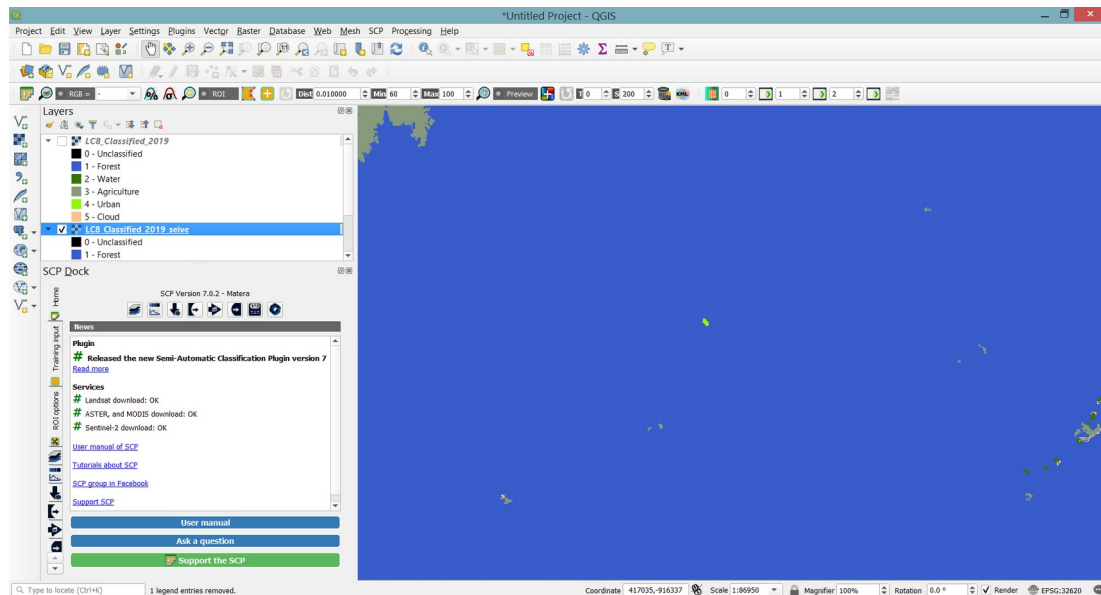 *Untitled Project - QGIS
Project Edit View Layer Settings Plugins Vector Raster Database Web Mesh SCP Processing Help
RGB = - ROI Dist 0.010000 Min 60 Max 100 Preview T 0 S 200 KML 0 1 2
Layers
LC8_Classified_2019
0 - Unclassified
1 - Forest
2 - Water
3 - Agriculture
4 - Urban
5 - Cloud
LC8_Classified_2019_seive
0 - Unclassified
1 - Forest
SCP Dock
Home
Training input
ROI options
SCP Version 7.0.2 - Matera
News
Plugin
# Released the new Semi-Automatic Classification Plugin version 7
Read more
Services
# Landsat download: OK
# ASTER, and MODIS download: OK
# Sentinel-2 download: OK
User manual of SCP
Tutorials about SCP
SCP group in Facebook
Support SCP
User manual
Ask a question
Support the SCP
Type to locate (Ctrl+K) 1 legend entries removed. Coordinate 417035,-916337 Scale 1:86950 Magnifier 100% Rotation 0.0 ° Render EPSG:32620